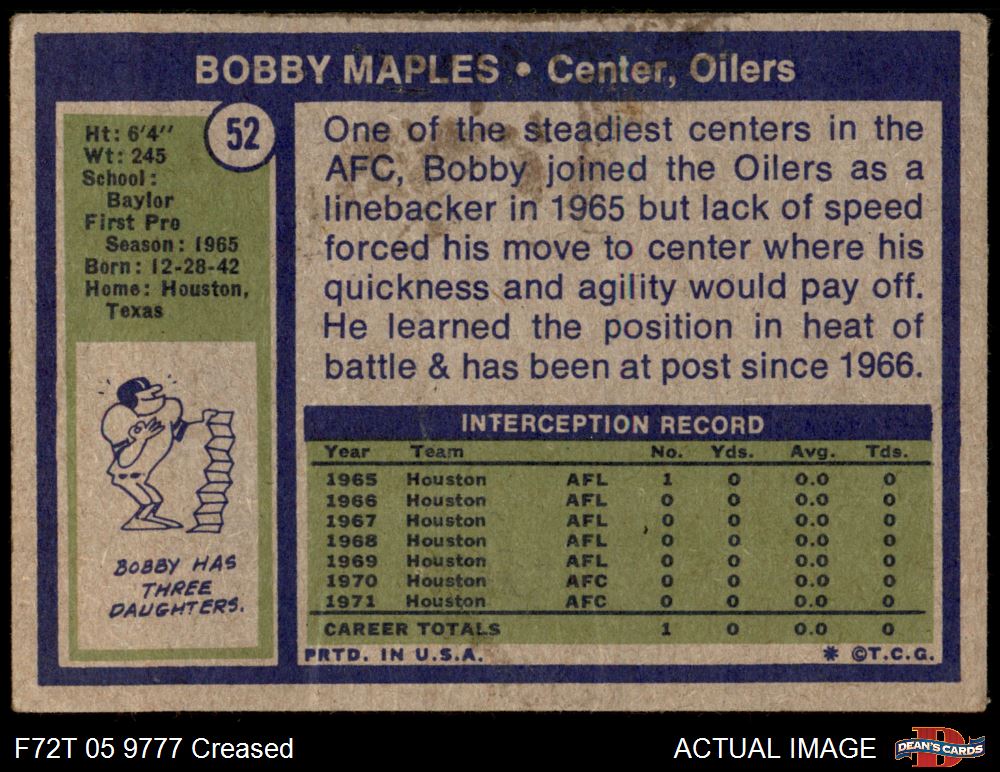 BOBBY MAPLES • Center, Oilers
52
Ht: 6'4"
Wt: 245
School:
Baylor
First Pro
Season: 1965
Born: 12-28-42
Home: Houston,
Texas
BOBBY HAS
THREE
DAUGHTERS.
One of the steadiest centers in the
AFC, Bobby joined the Oilers as a
linebacker in 1965 but lack of speed
forced his move to center where his
quickness and agility would pay off.
He learned the position in heat of
battle & has been at post since 1966.
INTERCEPTION RECORD
Year Team No. Yds. Avg. Tds.
1965 Houston AFL 1 0 0.0 0
1966 Houston AFL 0 0 0.0 0
1967 Houston AFL 0 0 0.0 0
1968 Houston AFL 0 0 0.0 0
1969 Houston AFL 0 0 0.0 0
1970 Houston AFC 0 0 0.0 0
1971 Houston AFC 0 0 0.0 0
CAREER TOTALS 1 0 0.0 0
PRTD. IN U.S.A. * ©T.C.G.
F72T 05 9777 Creased
ACTUAL IMAGE
DEAN'S CARDS